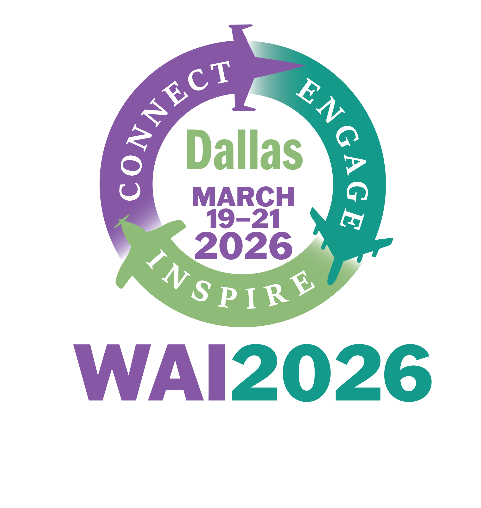 CONNECT
ENGAGE
INSPIRE
Dallas
MARCH
19–21
2026
WAI2026